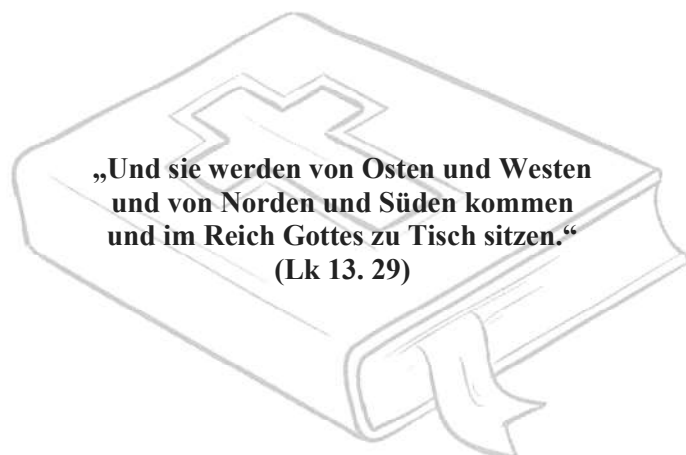 „Und sie werden von Osten und Westen
und von Norden und Süden kommen
und im Reich Gottes zu Tisch sitzen.“
(Lk 13. 29)